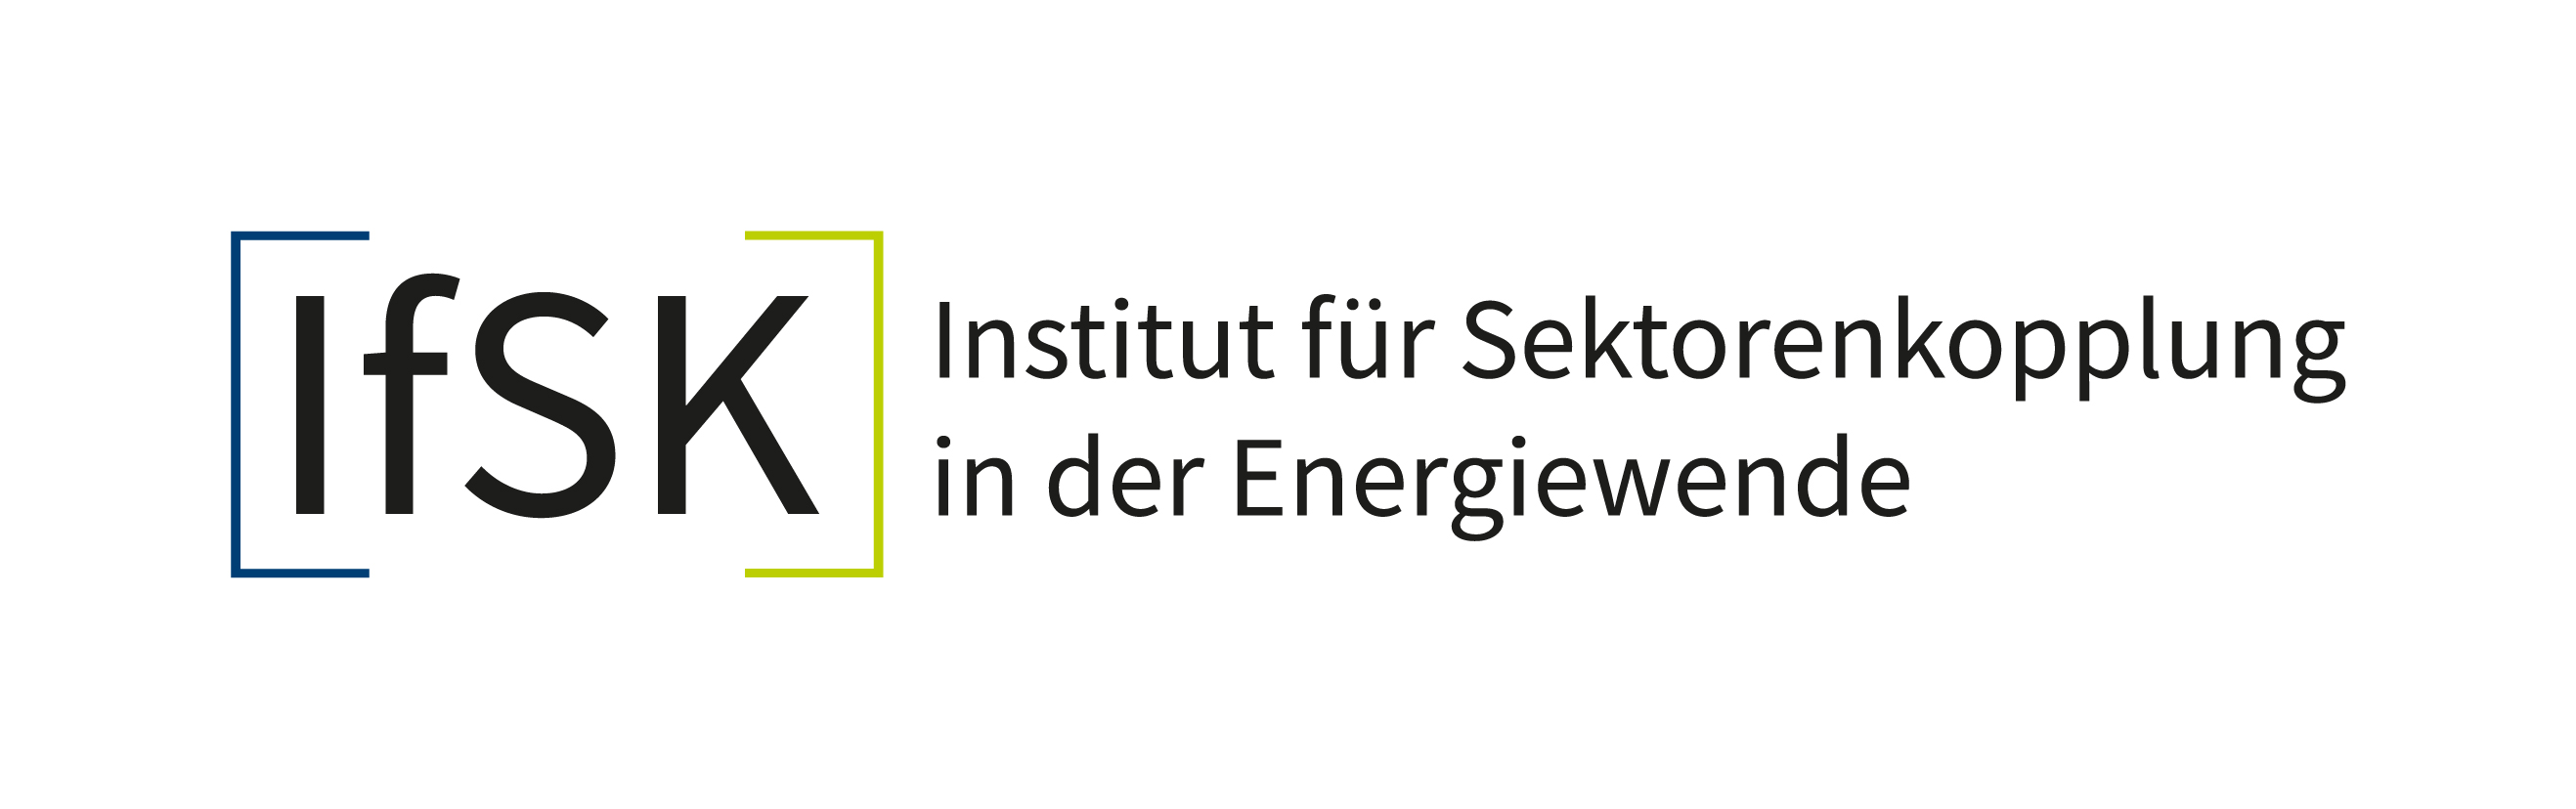 IfSK
Institut für Sektorenkopplung
in der Energiewende